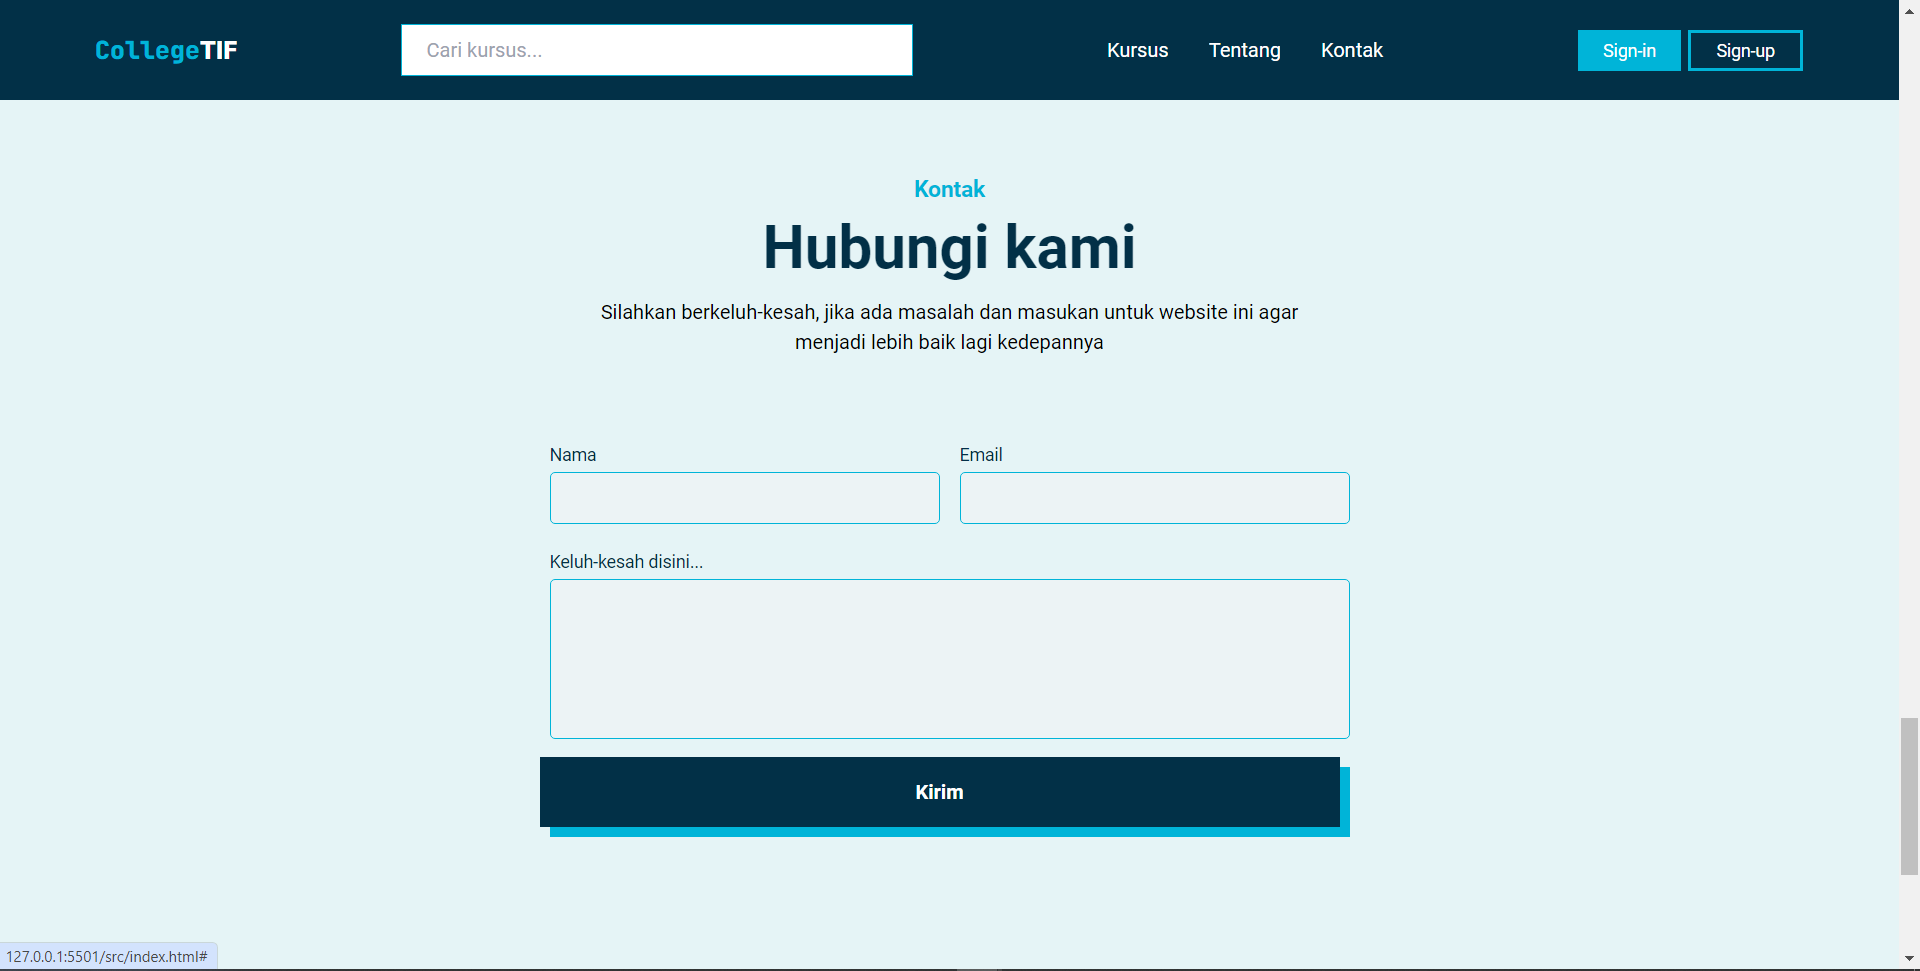 CollegeTIF
Cari kursus...
Kursus
Tentang
Kontak
Sign-in
Sign-up
Kontak
Hubungi kami
Silahkan berkeluh-kesah, jika ada masalah dan masukan untuk website ini agar
menjadi lebih baik lagi kedepannya
Nama
Email
Keluh-kesah disini...
Kirim
127.0.0.1:5501/src/index.html#